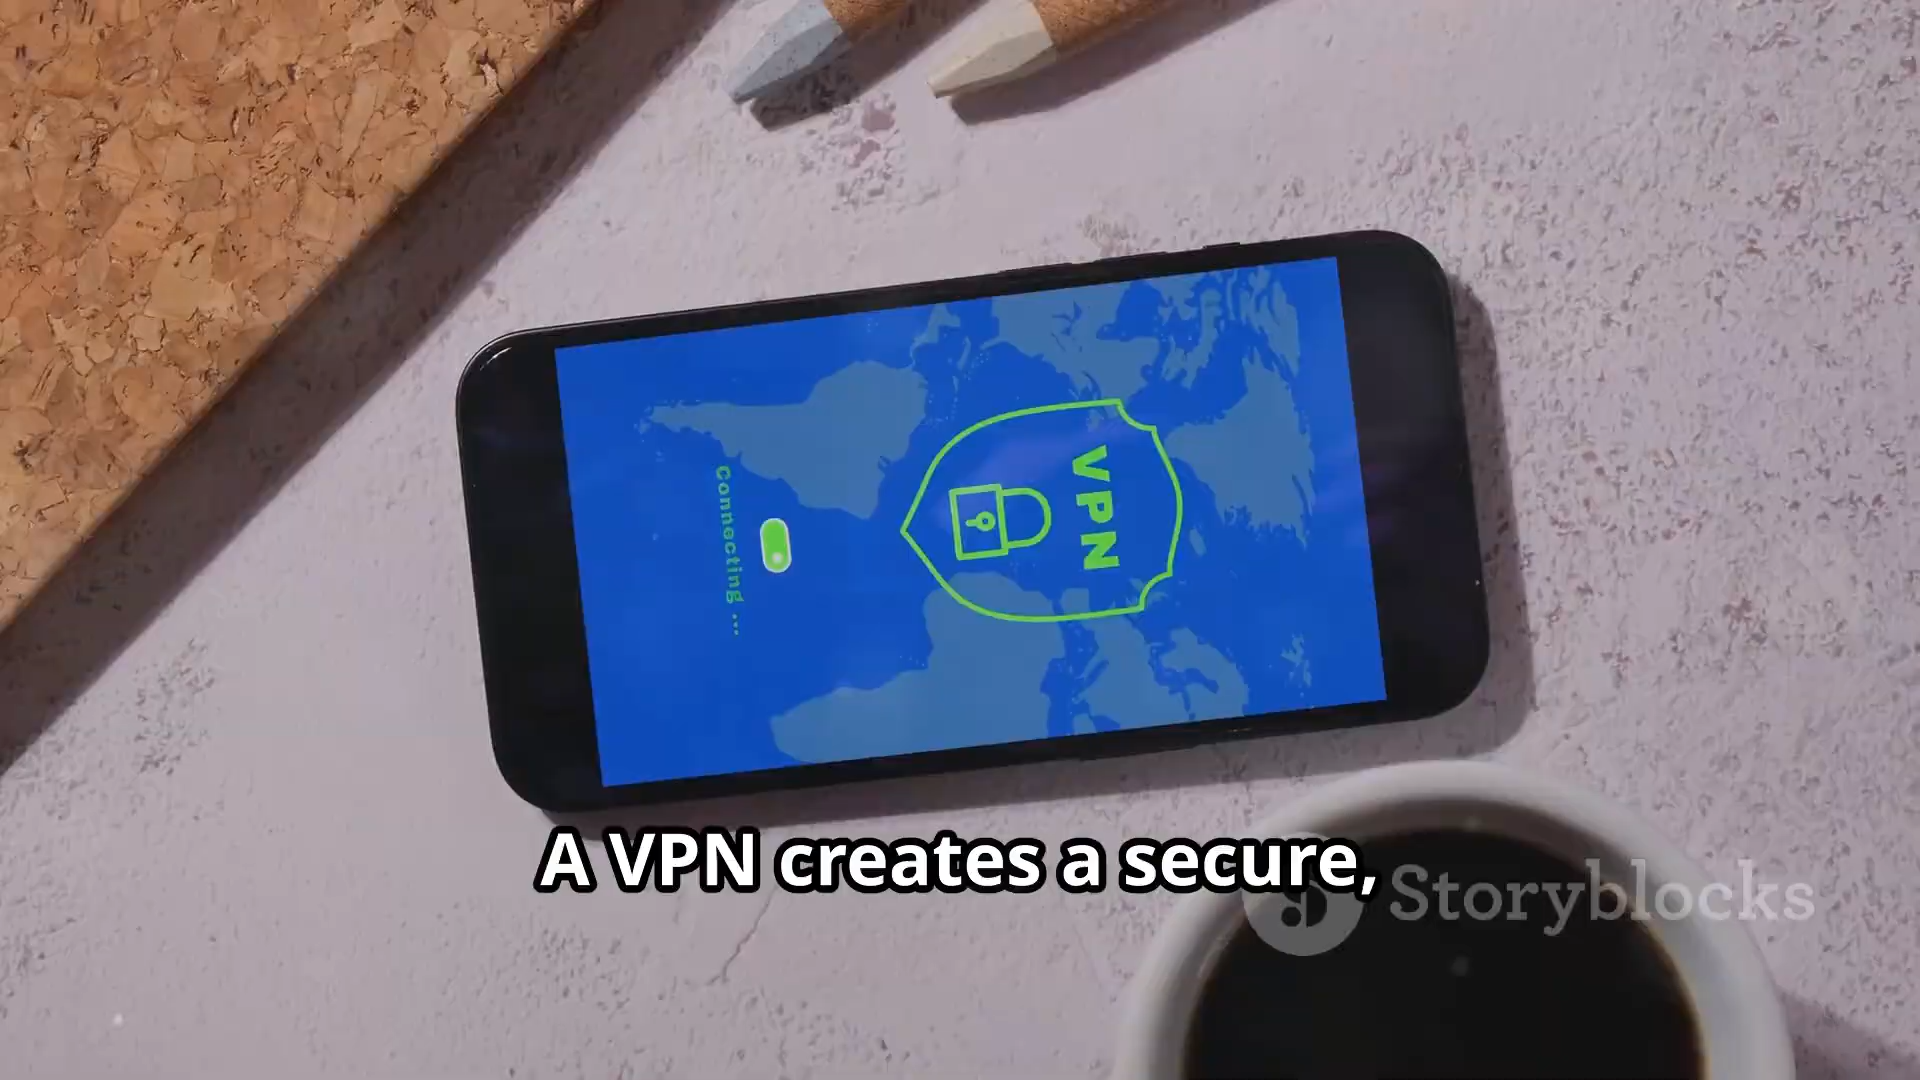 VPN
Connecting ...
A VPN creates a secure,
Storyblocks